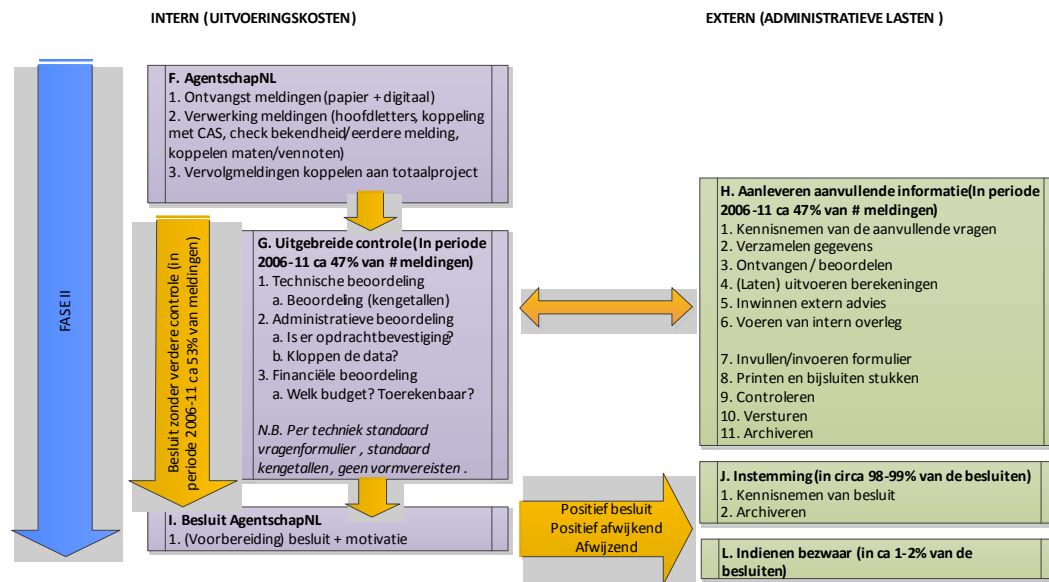 INTERN (UITVOERINGSKOSTEN)
EXTERN (ADMINISTRATIEVE LASTEN )
FASE II
F. AgentschapNL
1. Ontvangst meldingen (papier + digitaal)
2. Verwerking meldingen (hoofdletters, koppeling
met CAS, check bekendheid/eerdere melding,
koppelen maten/vennoten)
3. Vervolgmeldingen koppelen aan totaalproject
Besluit zonder verdere controle (in
periode 2006-11 ca 53% van meldingen)
G. Uitgebreide controle (In periode
2006-11 ca 47% van # meldingen)
1. Technische beoordeling
a. Beoordeling (kengetallen)
2. Administratieve beoordeling
a. Is er opdrachtbevestiging?
b. Kloppen de data?
3. Financiële beoordeling
a. Welk budget? Toerekenbaar?
N.B. Per techniek standaard
vragenformulier , standaard
kengetallen , geen vormvereisten .
I. Besluit AgentschapNL
1. (Voorbereiding) besluit + motivatie
H. Aanleveren aanvullende informatie(In periode
2006-11 ca 47% van # meldingen)
1. Kennisnemen van de aanvullende vragen
2. Verzamelen gegevens
3. Ontvangen / beoordelen
4. (Laten) uitvoeren berekeningen
5. Inwinnen extern advies
6. Voeren van intern overleg
7. Invullen/invoeren formulier
8. Printen en bijsluiten stukken
9. Controleren
10. Versturen
11. Archiveren
Positief besluit
Positief afwijkend
Afwijzend
J. Instemming (in circa 98-99% van de besluiten)
1. Kennisnemen van besluit
2. Archiveren
L. Indienen bezwaar (in ca 1-2% van de
besluiten)